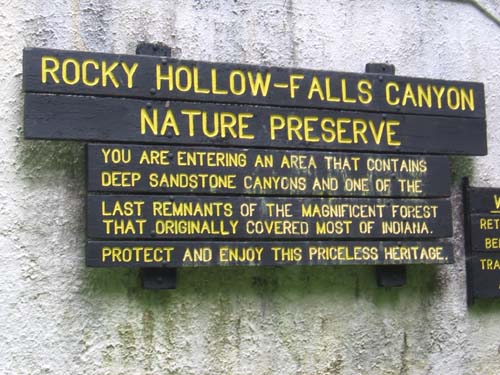 ROCKY HOLLOW-FALLS CANYON
NATURE PRESERVE
YOU ARE ENTERING AN AREA THAT CONTAINS
DEEP SANDSTONE CANYONS AND ONE OF THE
LAST REMNANTS OF THE MAGNIFICENT FOREST
THAT ORIGINALLY COVERED MOST OF INDIANA.
PROTECT AND ENJOY THIS PRICELESS HERITAGE.